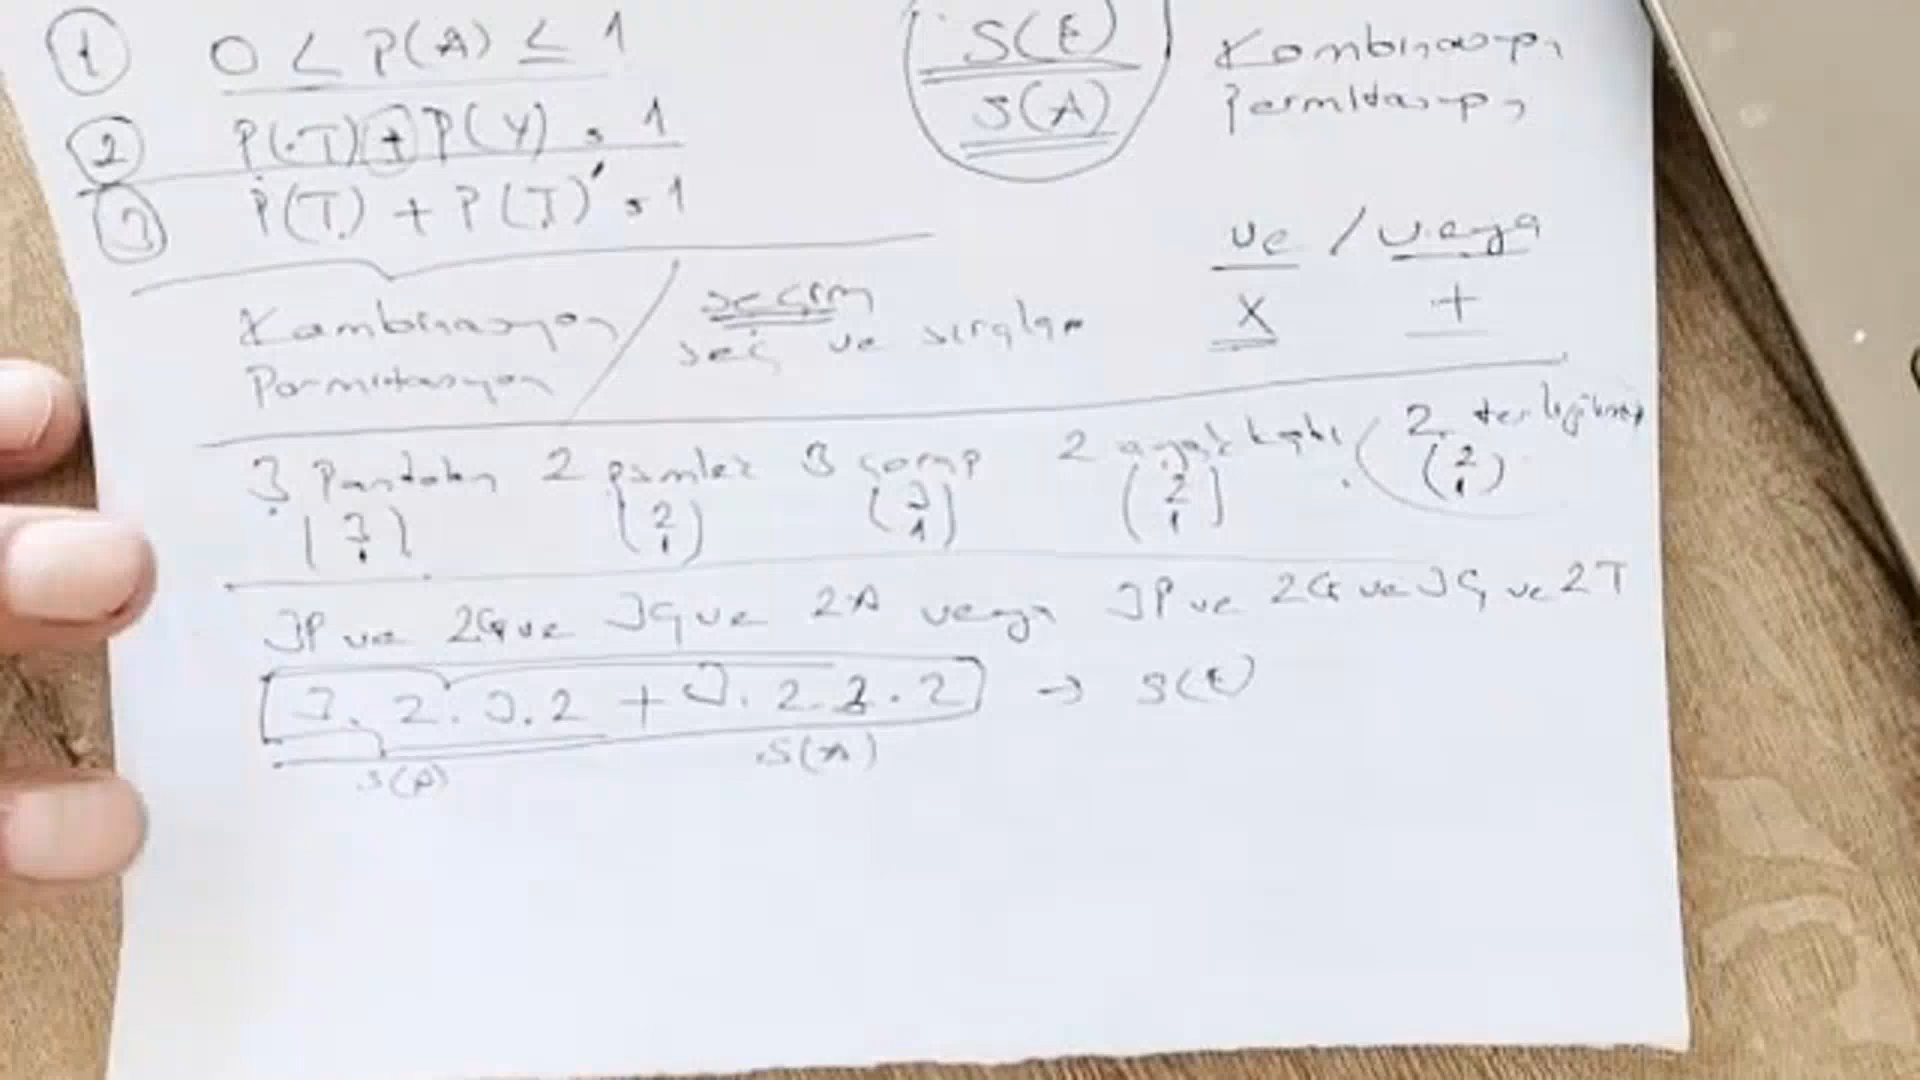 1 0 < P(A) ≤ 1
2 P(T) + P(Y) = 1
3 P(T) + P(T)' = 1
S(E)
S(A)
Kombinasyon
Permütasyon
ve / veya
x +
Kombinasyon / seçim
Permütasyon seç ve sırala
3 Pantolon 2 gömlek 3 çorap 2 ayakkabı 2 terlik
(3 1) (2 1) (3 1) (2 1) (2 1)
3P ve 2G ve 3Ç ve 2A veya 3P ve 2G ve 3Ç ve 2T
3. 2. 3. 2 + 3. 2. 3. 2 → S(E)
S(A) S(A)